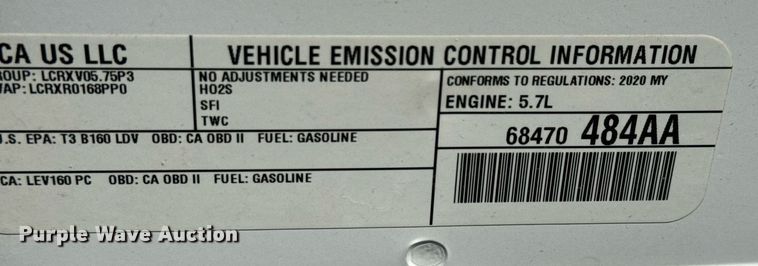 CA US LLC
VEHICLE EMISSION CONTROL INFORMATION
GROUP: LCRXV05.75P3
VAP: LCRXR0168PP0
NO ADJUSTMENTS NEEDED
HO2S
SFI
TWC
CONFORMS TO REGULATIONS: 2020 MY
ENGINE: 5.7L
68470 484AA
U.S. EPA: T3 B160 LDV OBD: CA OBD II FUEL: GASOLINE
CA: LEV160 PC OBD: CA OBD II FUEL: GASOLINE
Purple Wave Auction